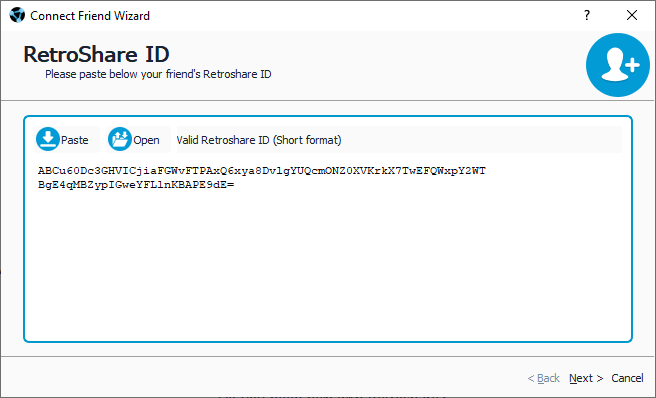 Connect Friend Wizard
?
RetroShare ID
Please paste below your friend's Retroshare ID
Paste Open Valid Retroshare ID (Short format)
ABCu60Dc3GHVICjiaFGWvFTPAxQ6xya8DvlgYUQcmONZ0XVKrkX7TwEFQWxpY2WT
BgE4qMBZypIGweYFLlnKBAPE9dE=
< Back Next > Cancel